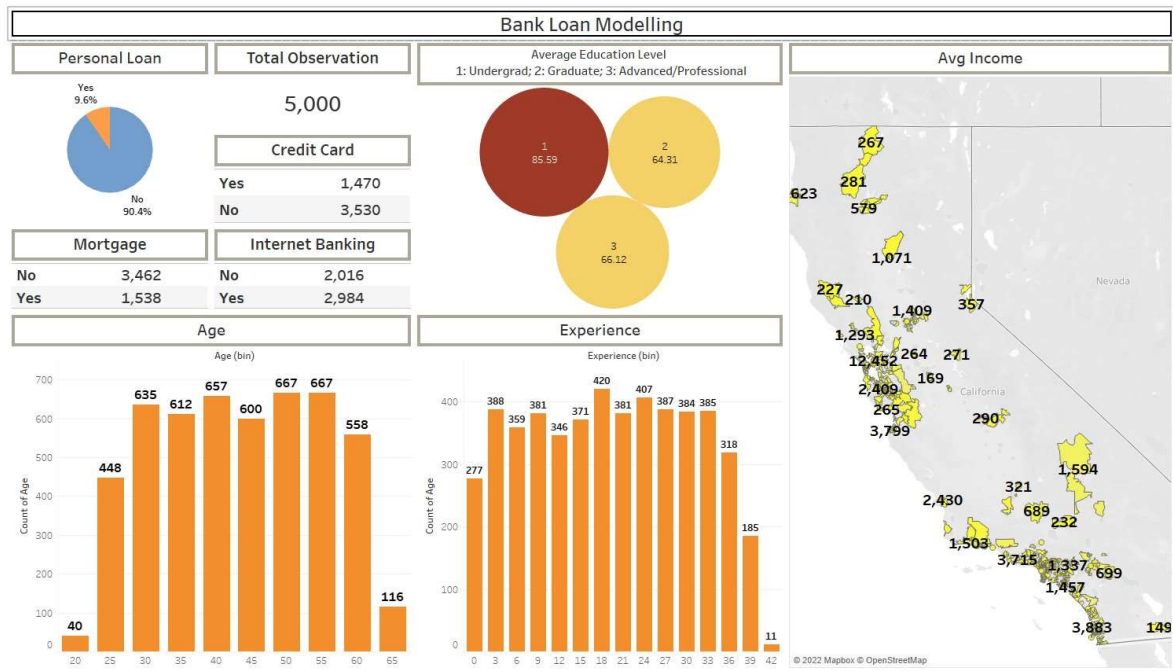 Bank Loan Modelling
Personal Loan
Yes
9.6%
No
90.4%
Total Observation
5,000
Credit Card
Yes 1,470
No 3,530
Mortgage
No 3,462
Yes 1,538
Internet Banking
No 2,016
Yes 2,984
Average Education Level
1: Undergrad; 2: Graduate; 3: Advanced/Professional
1
85.59
2
64.31
3
66.12
Avg Income
267
281
623
579
1,071
Nevada
227
210
357
1,409
1,293
264
271
12,452
169
2,409
California
265
290
3,799
1,594
321
2,430
689
232
1,503
3,715
1,337
699
1,457
3,883
149
© 2022 Mapbox © OpenStreetMap
Age
Age (bin)
Count of Age
700
600
500
400
300
200
100
0
40
448
635
612
657
600
667
667
558
116
20 25 30 35 40 45 50 55 60 65
Experience
Experience (bin)
Count of Age
400
300
200
100
0
277
388
359
381
346
371
420
381
407
387
384
385
318
185
11
0 3 6 9 12 15 18 21 24 27 30 33 36 39 42